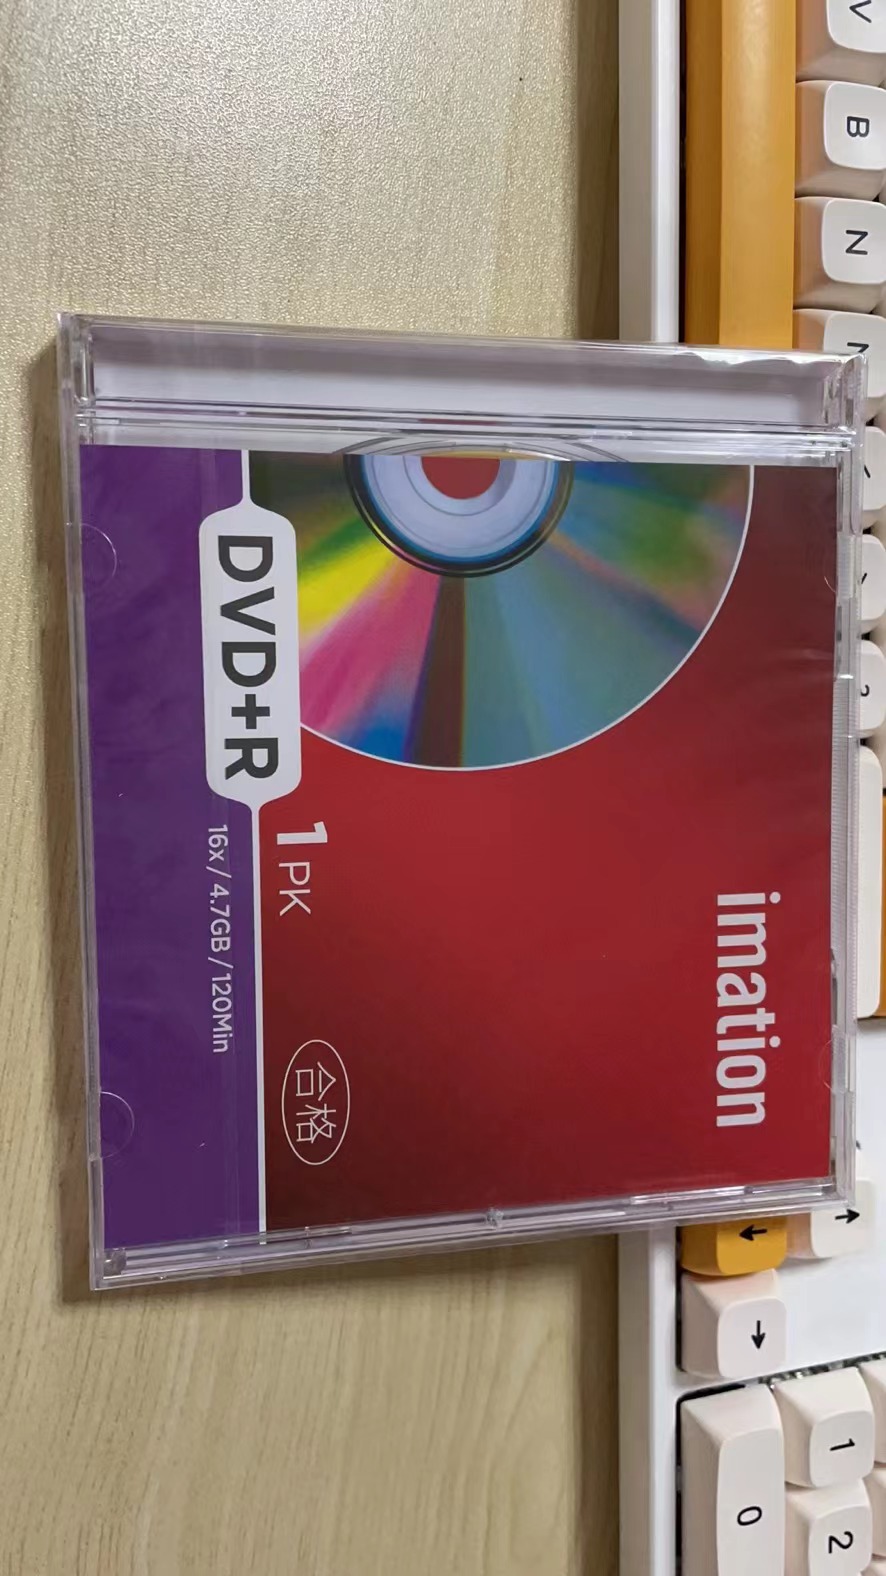 imation
1 PK
合格
DVD+R
16x / 4.7GB / 120Min
V
B
N
1
2
0